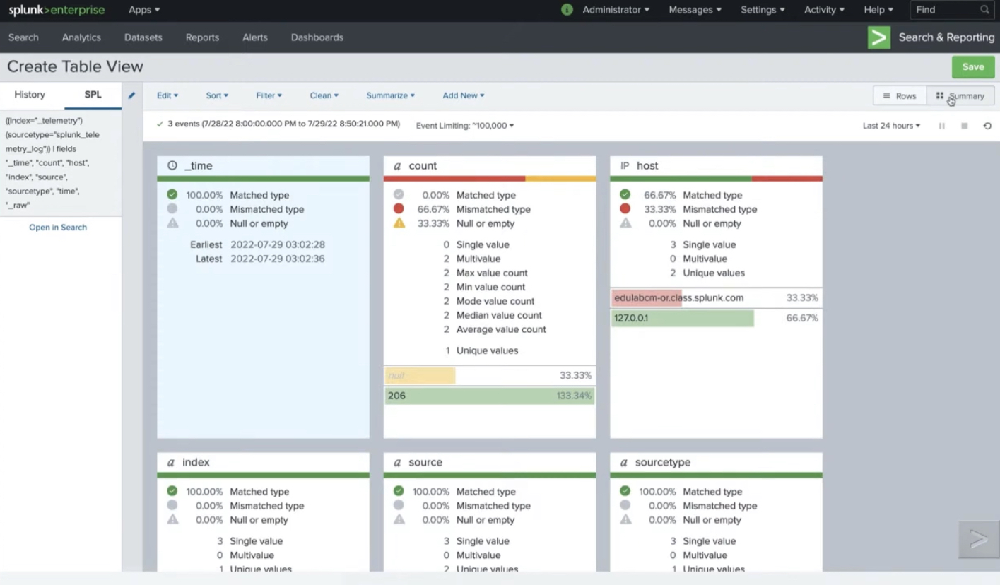 splunk>enterprise Apps Administrator Messages Settings Activity Help Find
Search Analytics Datasets Reports Alerts Dashboards Search & Reporting
Create Table View Save
History SPL Edit Sort Filter Clean Summarize Add New Rows Summary
((index="_telemetry")
(sourcetype="splunk_tele
metry_log")) | fields
"_time", "count", "host",
"index", "source",
"sourcetype", "time",
"_raw"
Open in Search
3 events (7/28/22 8:00:00.000 PM to 7/29/22 8:50:21.000 PM) Event Limiting: ~100,000 Last 24 hours
_time
100.00% Matched type
0.00% Mismatched type
0.00% Null or empty
Earliest 2022-07-29 03:02:28
Latest 2022-07-29 03:02:36
a count
0.00% Matched type
66.67% Mismatched type
33.33% Null or empty
0 Single value
2 Multivalue
2 Max value count
2 Min value count
2 Mode value count
2 Median value count
2 Average value count
1 Unique values
null 33.33%
206 133.34%
IP host
66.67% Matched type
33.33% Mismatched type
0.00% Null or empty
3 Single value
0 Multivalue
2 Unique values
edulabcm-or.class.splunk.com 33.33%
127.0.0.1 66.67%
a index
100.00% Matched type
0.00% Mismatched type
0.00% Null or empty
3 Single value
0 Multivalue
1 Unique values
a source
100.00% Matched type
0.00% Mismatched type
0.00% Null or empty
3 Single value
0 Multivalue
2 Unique values
a sourcetype
100.00% Matched type
0.00% Mismatched type
0.00% Null or empty
3 Single value
0 Multivalue
1 Unique values